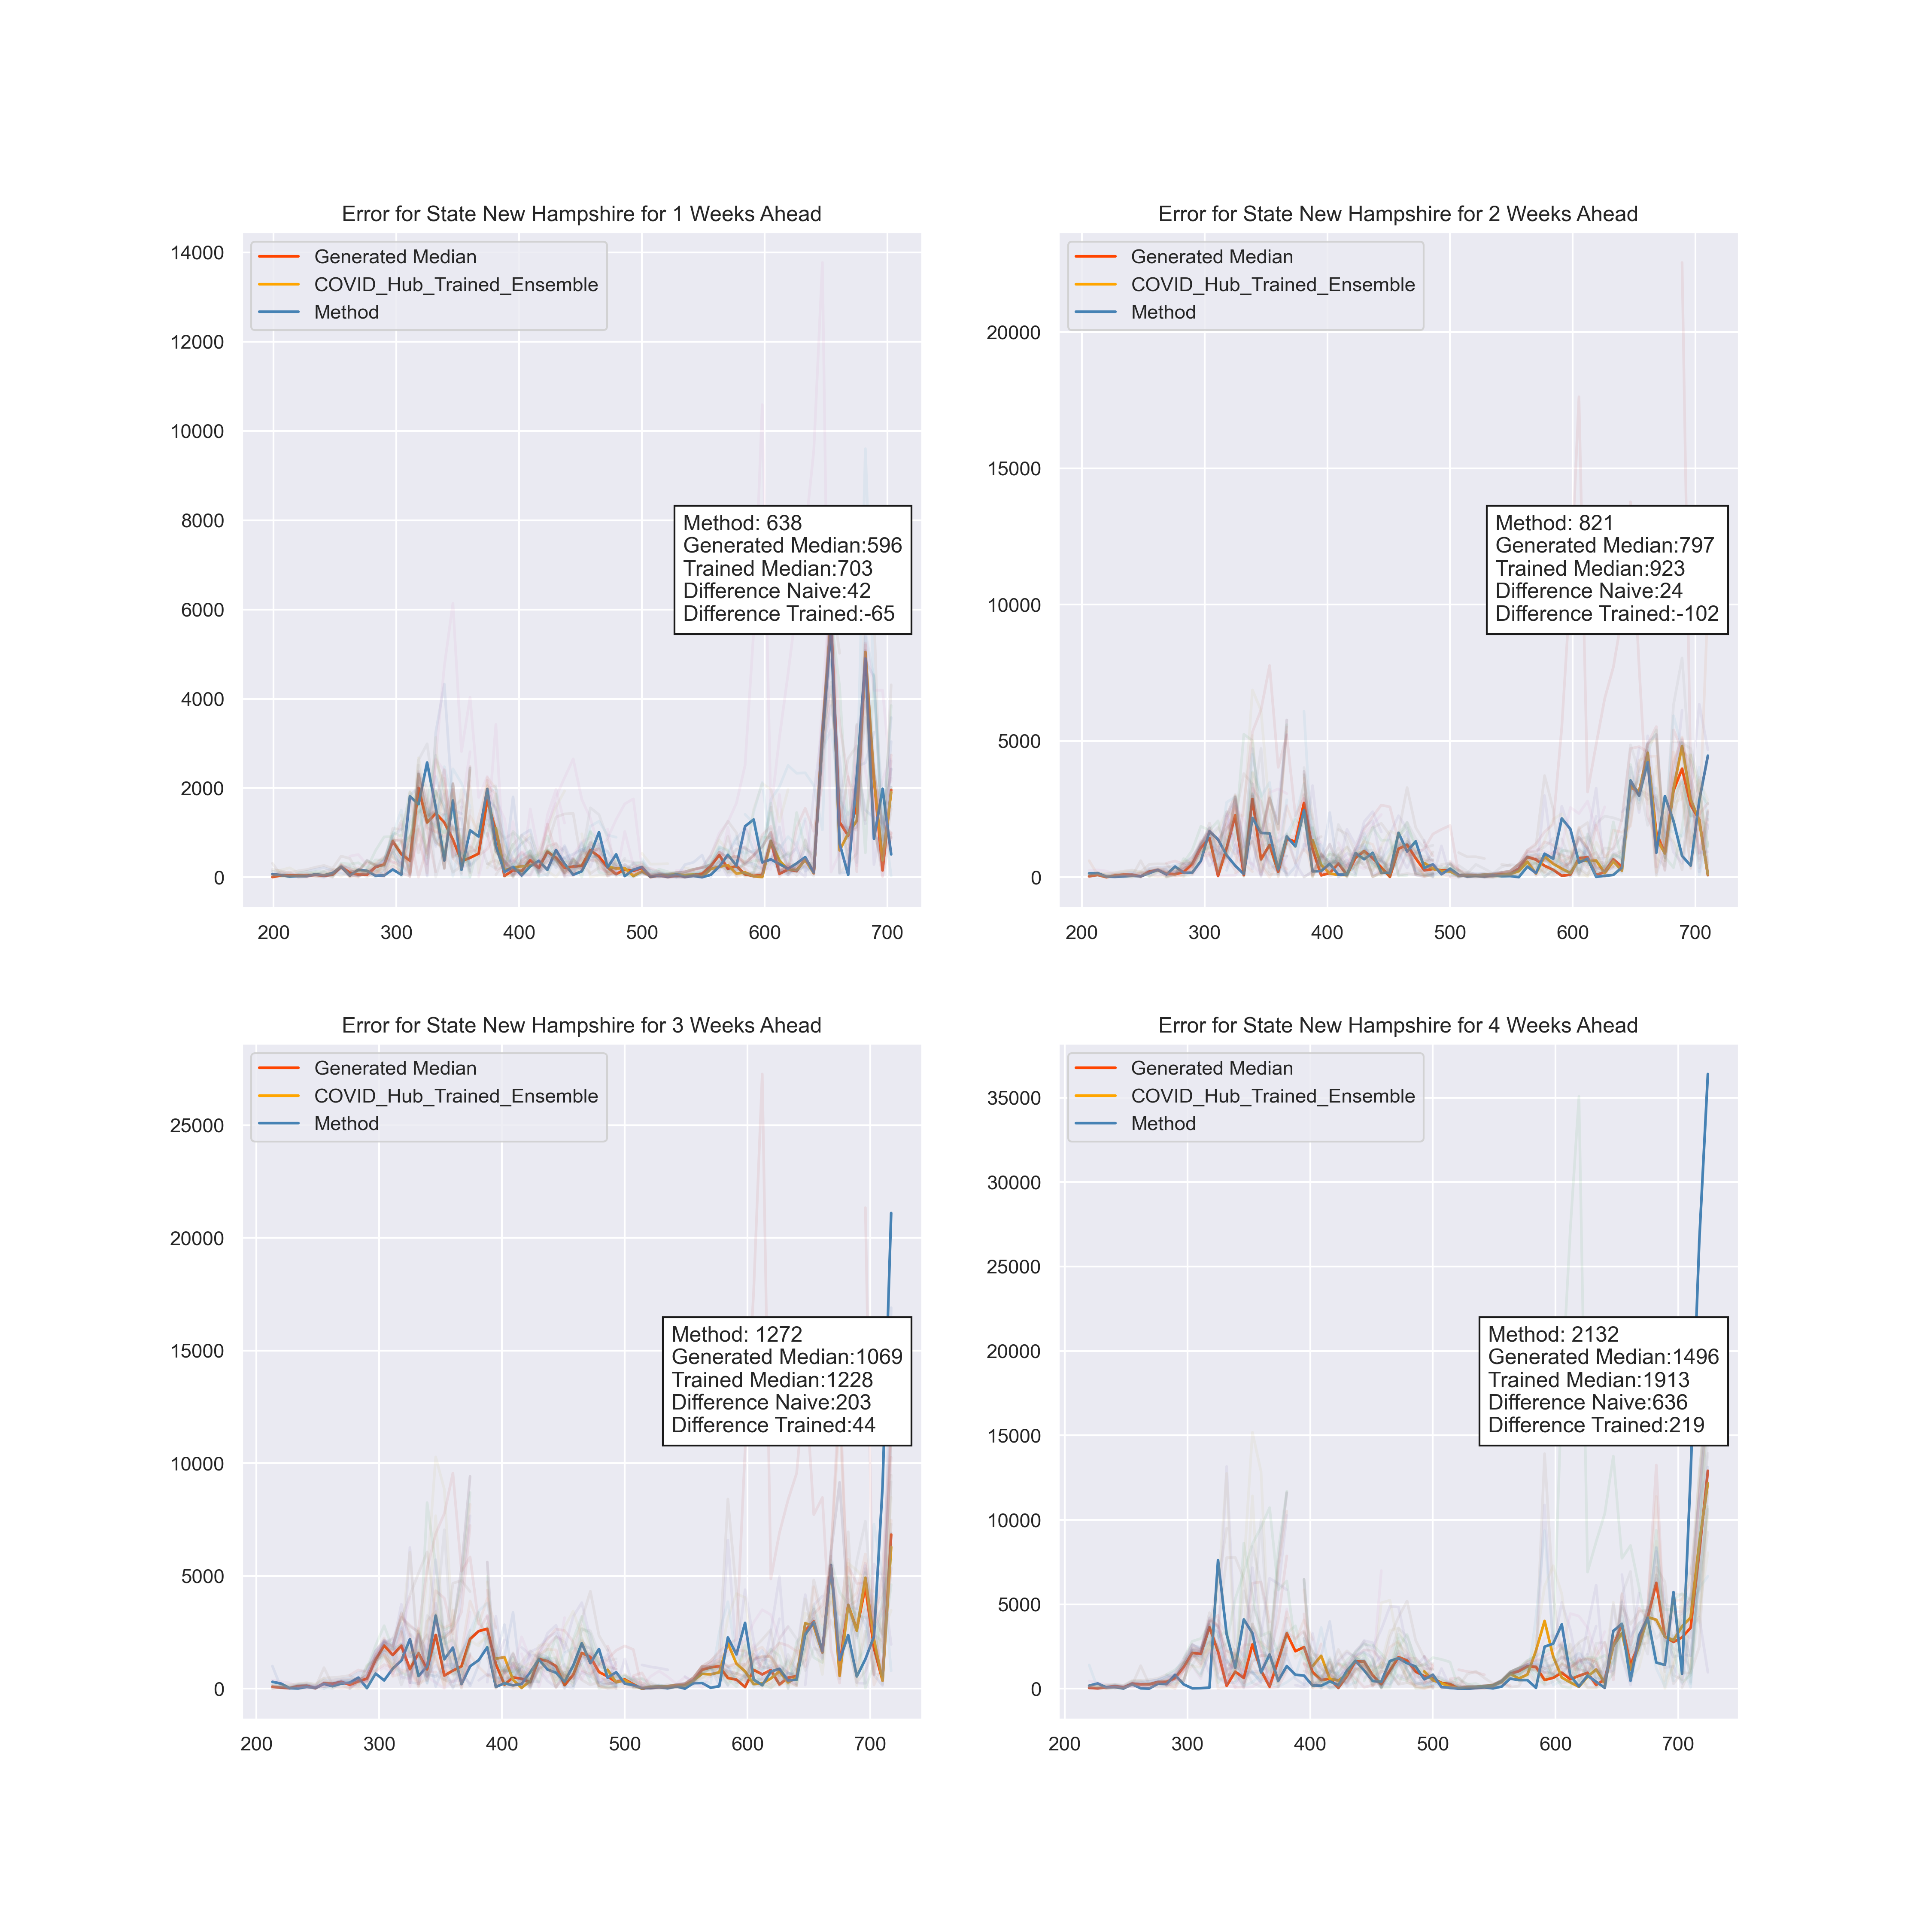 Error for State New Hampshire for 1 Weeks Ahead
Generated Median
COVID_Hub_Trained_Ensemble
Method
14000
12000
10000
8000
6000
4000
2000
0
Method: 638
Generated Median:596
Trained Median:703
Difference Naive:42
Difference Trained:-65
200 300 400 500 600 700
Error for State New Hampshire for 2 Weeks Ahead
Generated Median
COVID_Hub_Trained_Ensemble
Method
20000
15000
10000
5000
0
Method: 821
Generated Median:797
Trained Median:923
Difference Naive:24
Difference Trained:-102
200 300 400 500 600 700
Error for State New Hampshire for 3 Weeks Ahead
Generated Median
COVID_Hub_Trained_Ensemble
Method
25000
20000
15000
10000
5000
0
Method: 1272
Generated Median:1069
Trained Median:1228
Difference Naive:203
Difference Trained:44
200 300 400 500 600 700
Error for State New Hampshire for 4 Weeks Ahead
Generated Median
COVID_Hub_Trained_Ensemble
Method
35000
30000
25000
20000
15000
10000
5000
0
Method: 2132
Generated Median:1496
Trained Median:1913
Difference Naive:636
Difference Trained:219
200 300 400 500 600 700